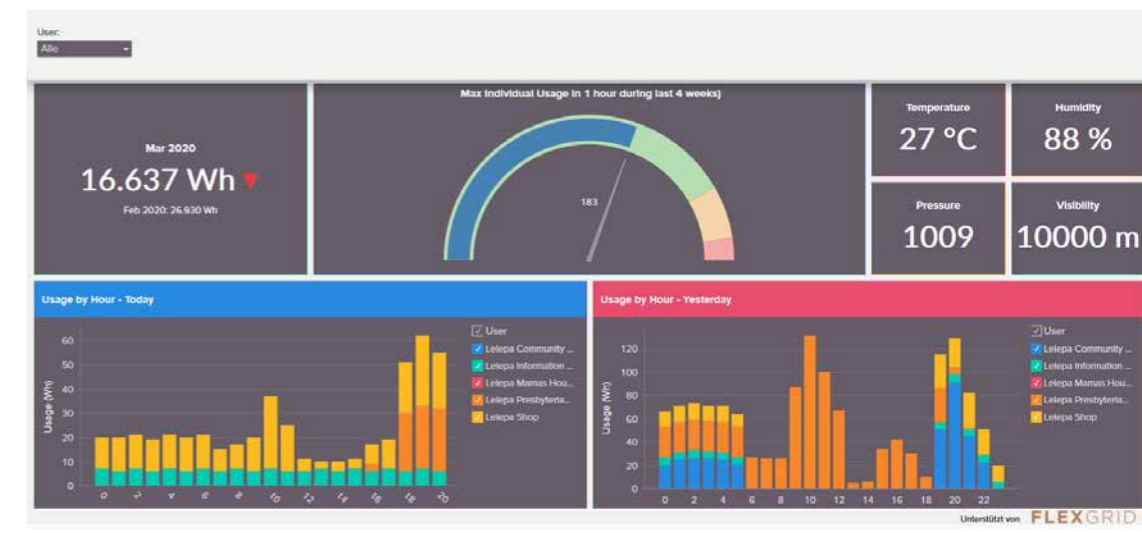 User:
Alle
Mar 2020
16.637 Wh
Feb 2020: 26.930 Wh
Max Individual Usage in 1 hour during last 4 weeks)
183
Temperature
27 °C
Humidity
88 %
Pressure
1009
Visibility
10000 m
Usage by Hour - Today
Usage (Wh)
60
50
40
30
20
10
0
0 2 4 6 8 10 12 14 16 18 20
User
Lelepa Community ...
Lelepa Information ...
Lelepa Mamas Hou...
Lelepa Presbyteria...
Lelepa Shop
Usage by Hour - Yesterday
Usage (Wh)
120
100
80
60
40
20
0
0 2 4 6 8 10 12 14 16 18 20 22
User
Lelepa Community ...
Lelepa Information ...
Lelepa Mamas Hou...
Lelepa Presbyteria...
Lelepa Shop
Unterstützt von FLEXGRID